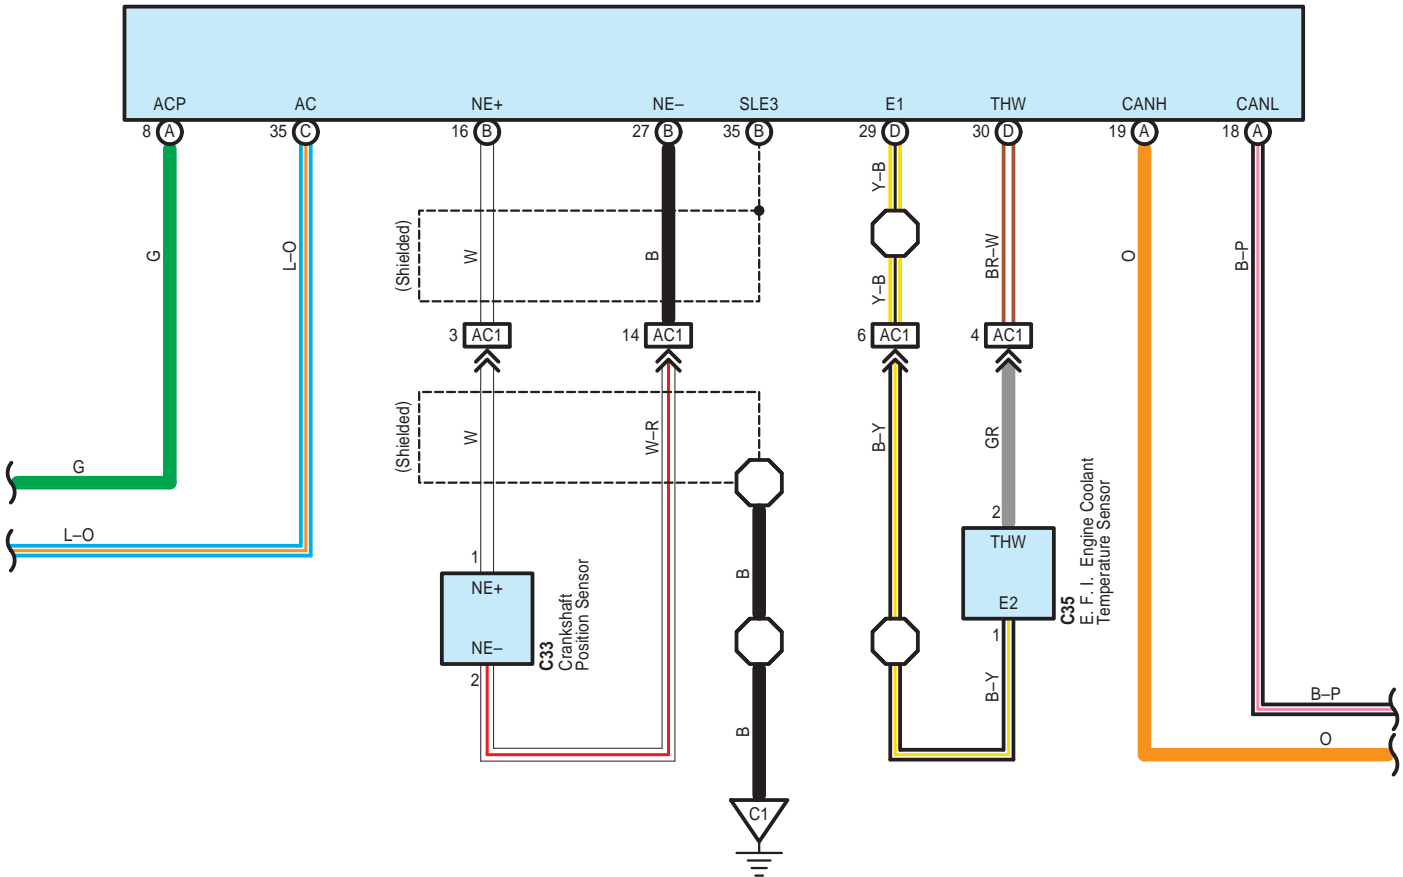 ACP AC NE+ NE– SLE3 E1 THW CANH CANL
8 A 35 C 16 B 27 B 35 B 29 D 30 D 19 A 18 A
Y–B
(Shielded)
G
L–O
W
B
Y–B
BR–W
O
B–P
3 AC1 14 AC1 6 AC1 4 AC1
(Shielded)
W
W–R
B–Y
GR
G
L–O
2
THW
E2
1
C35
E. F. I. Engine Coolant
Temperature Sensor
1
NE+
NE–
2
C33
Crankshaft
Position Sensor
B
B–Y
B–P
B
O
C1